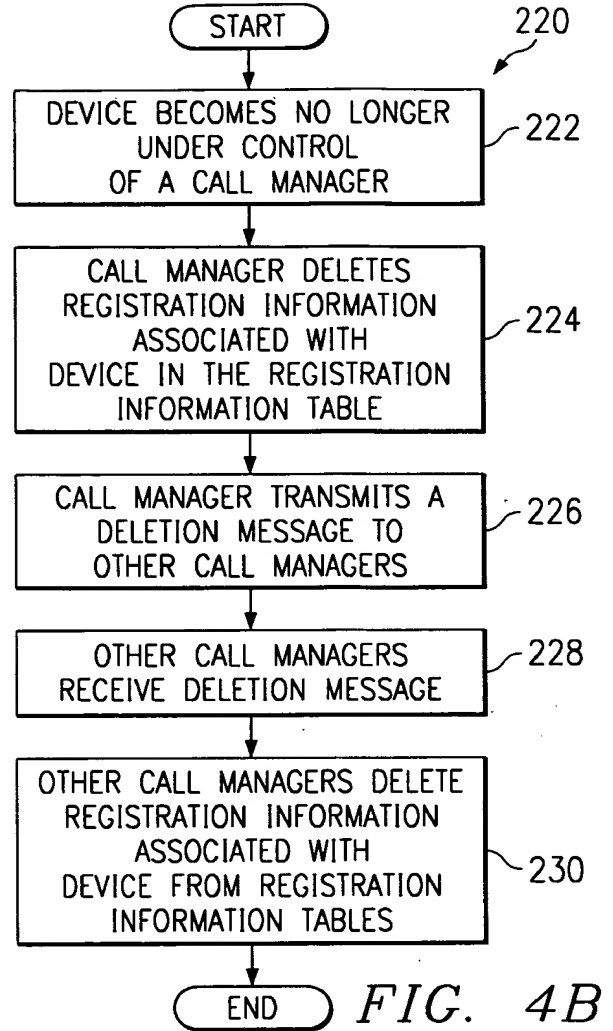 START
220
DEVICE BECOMES NO LONGER
UNDER CONTROL
OF A CALL MANAGER
222
CALL MANAGER DELETES
REGISTRATION INFORMATION
ASSOCIATED WITH
DEVICE IN THE REGISTRATION
INFORMATION TABLE
224
CALL MANAGER TRANSMITS A
DELETION MESSAGE TO
OTHER CALL MANAGERS
226
OTHER CALL MANAGERS
RECEIVE DELETION MESSAGE
228
OTHER CALL MANAGERS DELETE
REGISTRATION INFORMATION
ASSOCIATED WITH
DEVICE FROM REGISTRATION
INFORMATION TABLES
230
END
FIG. 4B